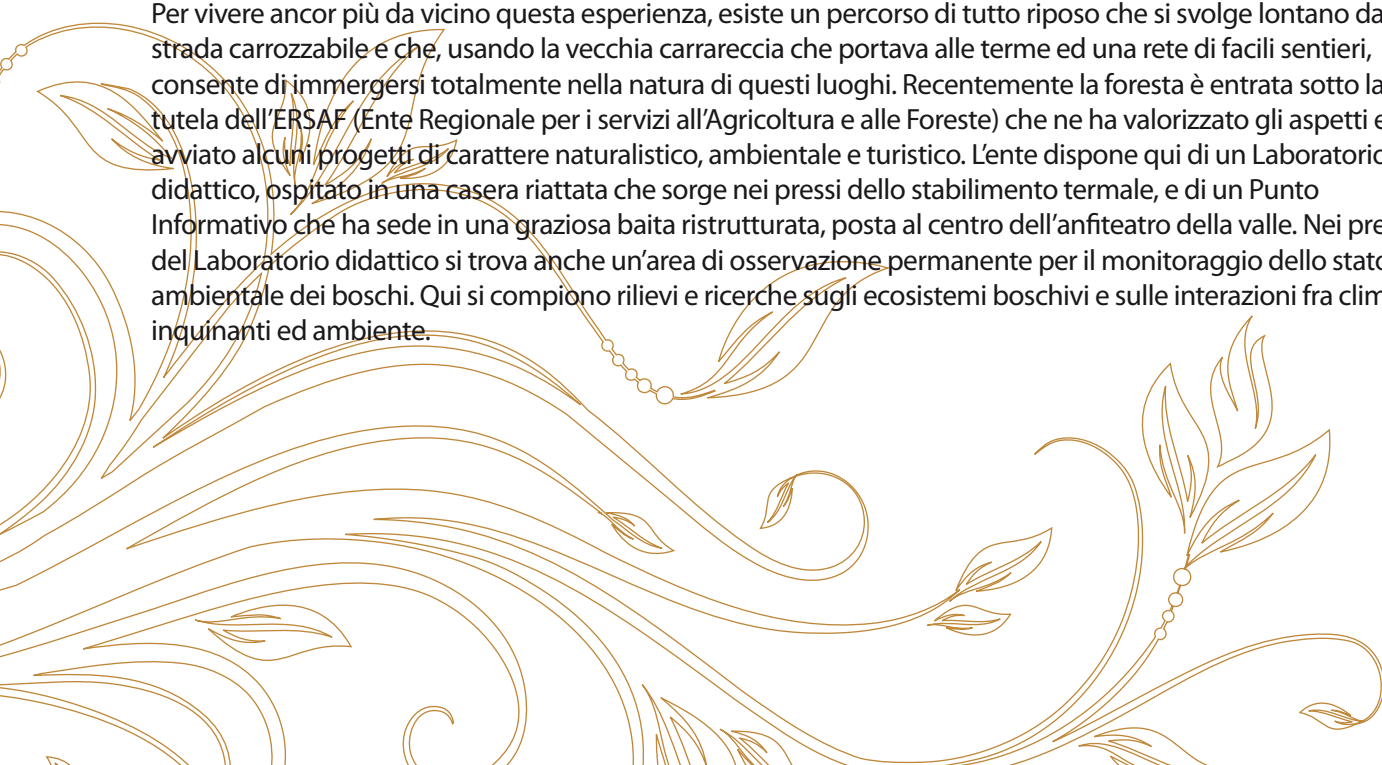 Per vivere ancor più da vicino questa esperienza, esiste un percorso di tutto riposo che si svolge lontano da
strada carrozzabile e che, usando la vecchia carrareccia che portava alle terme ed una rete di facili sentieri,
consente di immergersi totalmente nella natura di questi luoghi. Recentemente la foresta è entrata sotto la
tutela dell'ERSAF (Ente Regionale per i servizi all'Agricoltura e alle Foreste) che ne ha valorizzato gli aspetti e
avviato alcuni progetti di carattere naturalistico, ambientale e turistico. L'ente dispone qui di un Laboratorio
didattico, ospitato in una casera riattata che sorge nei pressi dello stabilimento termale, e di un Punto
Informativo che ha sede in una graziosa baita ristrutturata, posta al centro dell'anfiteatro della valle. Nei pre
del Laboratorio didattico si trova anche un'area di osservazione permanente per il monitoraggio dello stato
ambientale dei boschi. Qui si compiono rilievi e ricerche sugli ecosistemi boschivi e sulle interazioni fra clim
inquinanti ed ambiente.